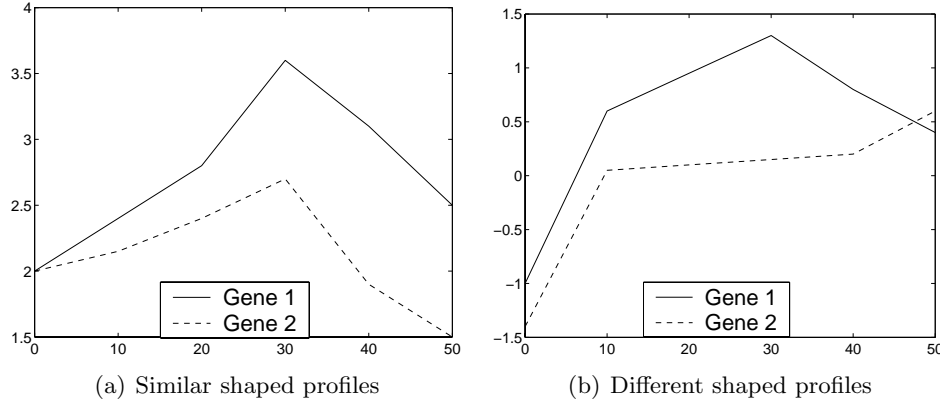 4
3.5
3
2.5
2
1.5
0 10 20 30 40 50
Gene 1
Gene 2
(a) Similar shaped profiles
1.5
1
0.5
0
−0.5
−1
−1.5
0 10 20 30 40 50
Gene 1
Gene 2
(b) Different shaped profiles